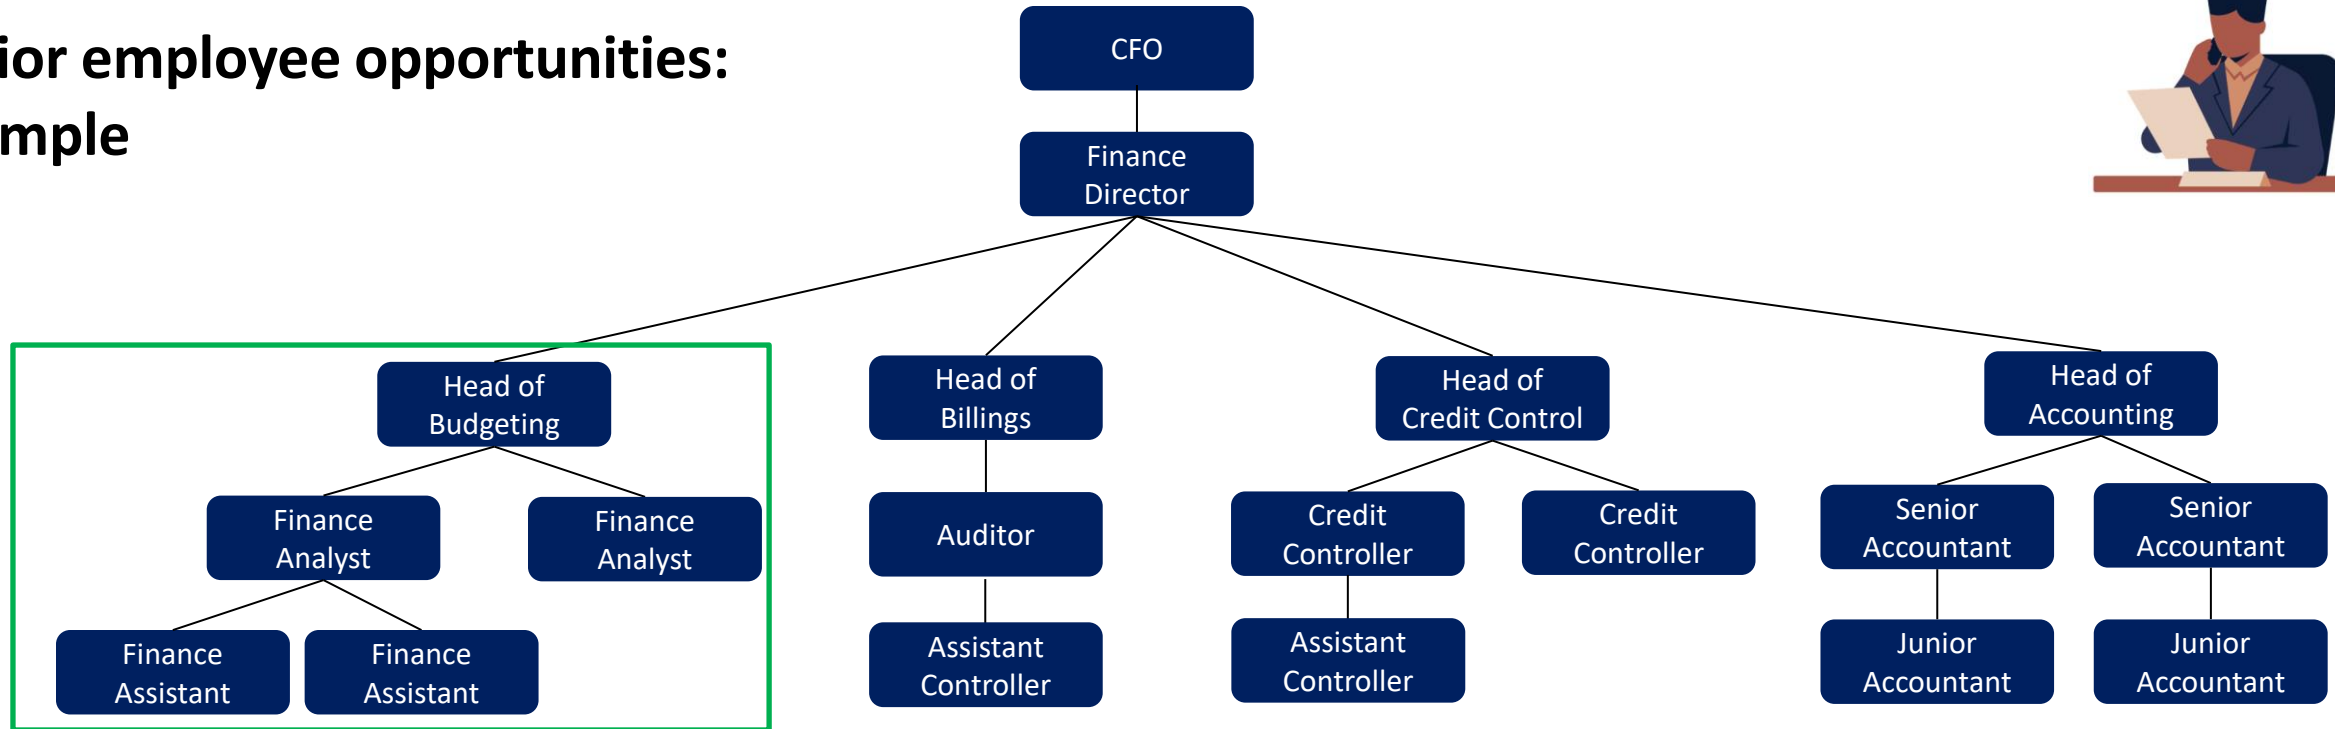 ior employee opportunities:
mple
CFO
Finance
Director
Head of
Budgeting
Head of
Billings
Head of
Credit Control
Head of
Accounting
Finance
Analyst
Finance
Analyst
Auditor
Credit
Controller
Credit
Controller
Senior
Accountant
Senior
Accountant
Finance
Assistant
Finance
Assistant
Assistant
Controller
Assistant
Controller
Junior
Accountant
Junior
Accountant